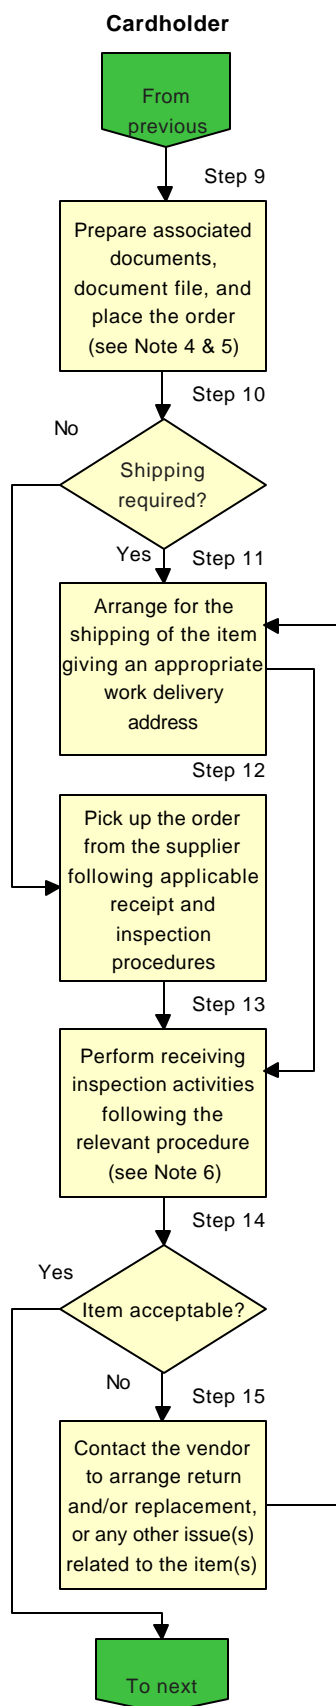 Cardholder
From
previous
Step 9
Prepare associated
documents,
document file, and
place the order
(see Note 4 & 5)
Step 10
No
Shipping
required?
Yes
Step 11
Arrange for the
shipping of the item
giving an appropriate
work delivery
address
Step 12
Pick up the order
from the supplier
following applicable
receipt and
inspection
procedures
Step 13
Perform receiving
inspection activities
following the
relevant procedure
(see Note 6)
Step 14
Yes
Item acceptable?
No
Step 15
Contact the vendor
to arrange return
and/or replacement,
or any other issue(s)
related to the item(s)
To next